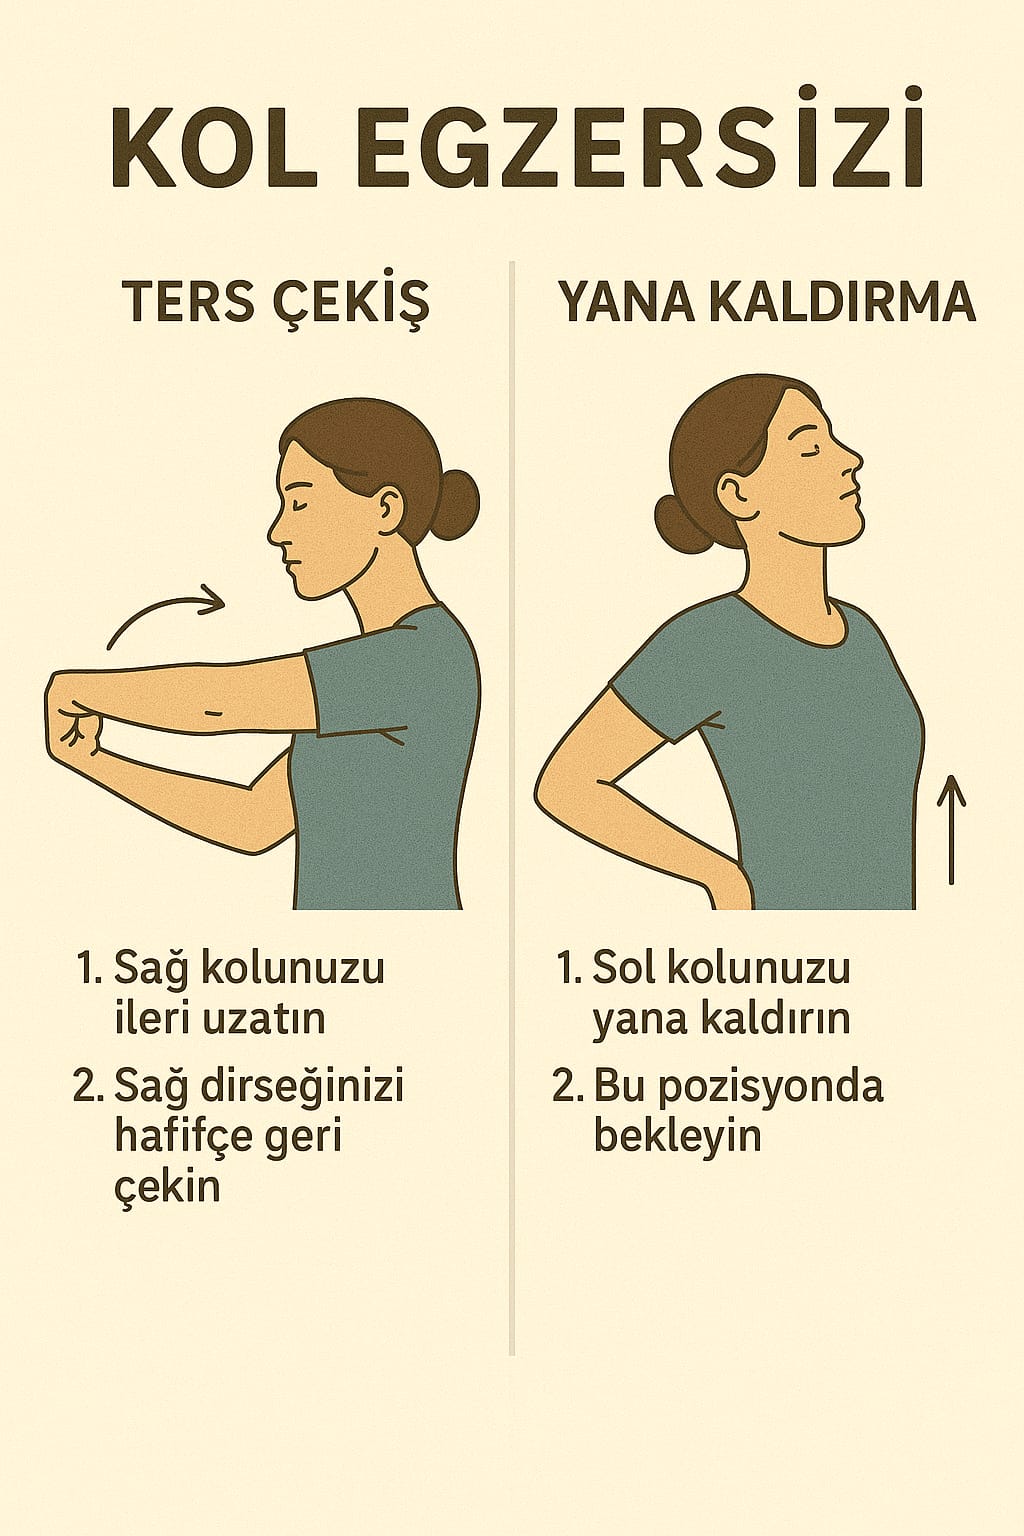 KOL EGZERSİZİ
TERS ÇEKİŞ
1. Sağ kolunuzu
ileri uzatın
2. Sağ dirseğinizi
hafifçe geri
çekin
YANA KALDIRMA
1. Sol kolunuzu
yana kaldırın
2. Bu pozisyonda
bekleyin